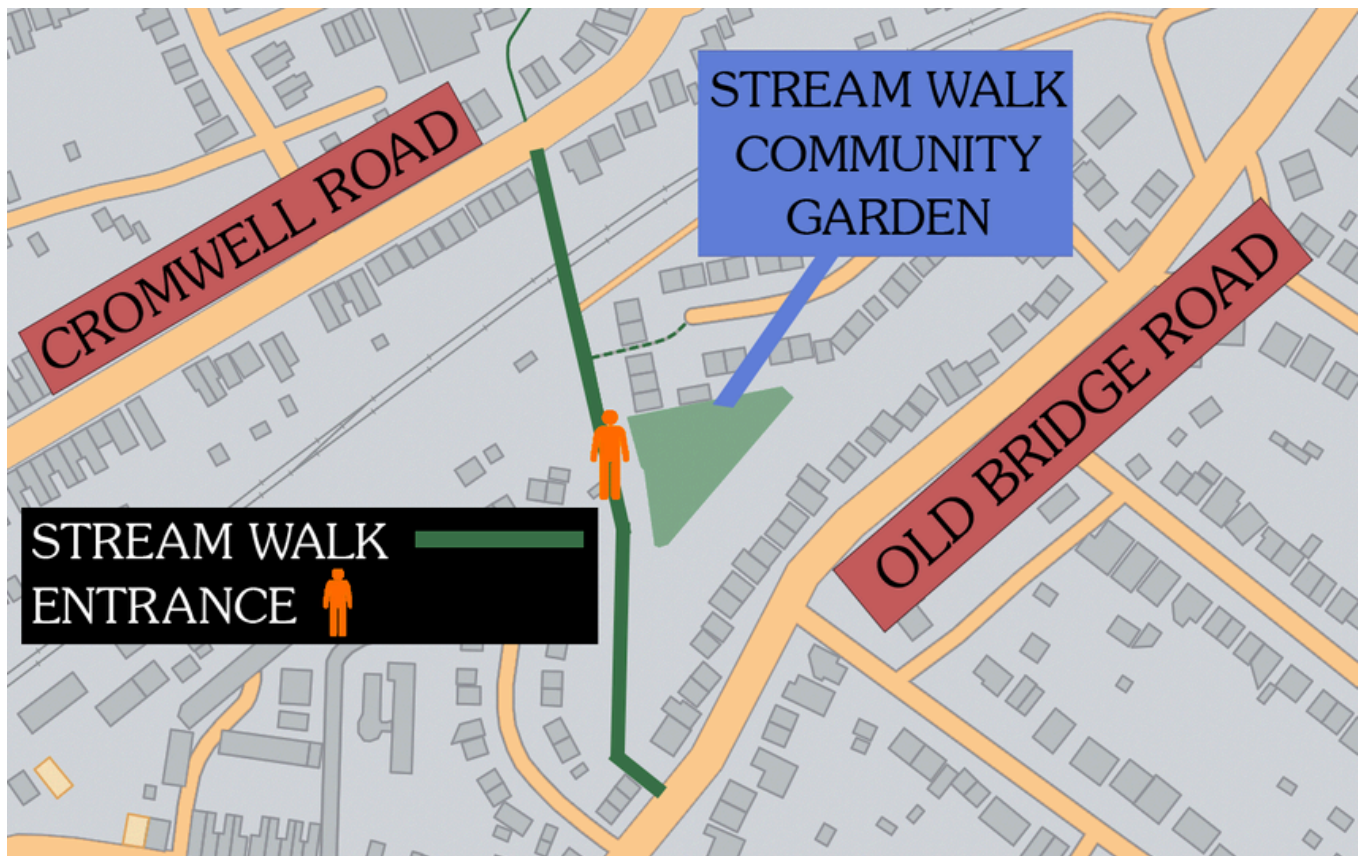 CROMWELL ROAD
STREAM WALK
COMMUNITY
GARDEN
OLD BRIDGE ROAD
STREAM WALK
ENTRANCE